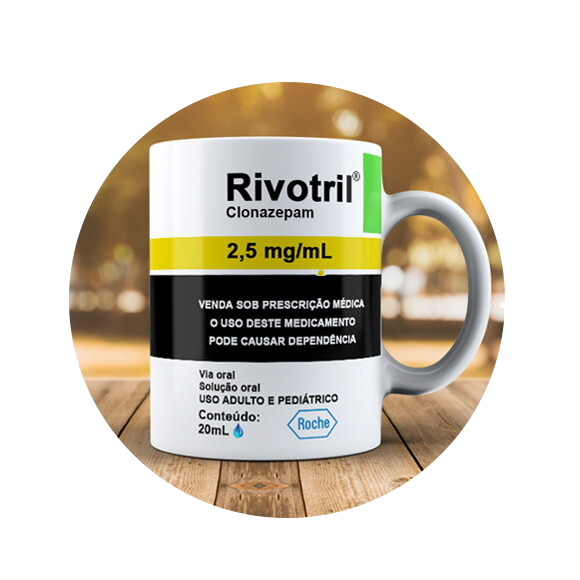 Rivotril®
Clonazepam
2,5 mg/mL
VENDA SOB PRESCRIÇÃO MÉDICA
O USO DESTE MEDICAMENTO
PODE CAUSAR DEPENDÊNCIA
Via oral
Solução oral
USO ADULTO E PEDIÁTRICO
Conteúdo:
20mL
Roche